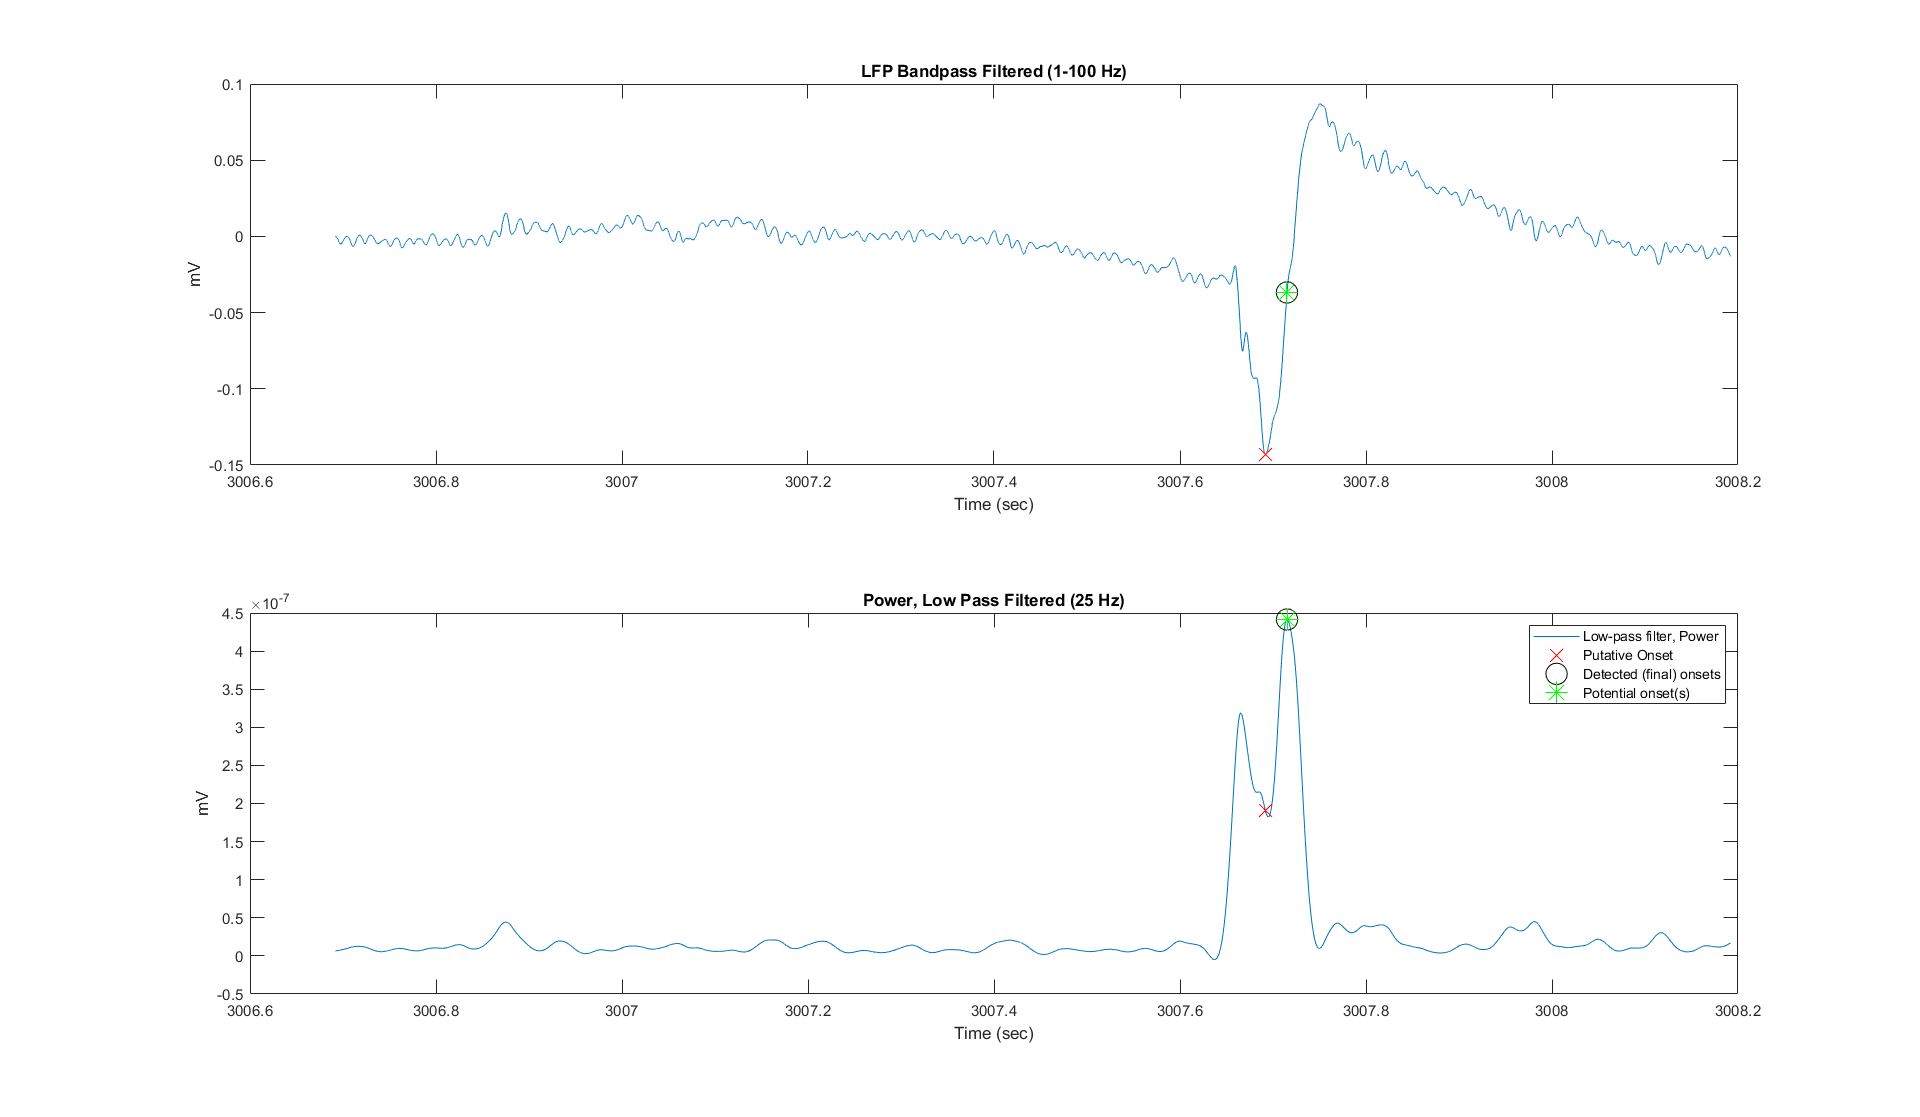 LFP Bandpass Filtered (1-100 Hz)
0.1
0.05
0
-0.05
-0.1
-0.15
mV
3006.6 3006.8 3007 3007.2 3007.4 3007.6 3007.8 3008 3008.2
Time (sec)
Power, Low Pass Filtered (25 Hz)
×10-7
4.5
4
3.5
3
2.5
2
1.5
1
0.5
0
-0.5
mV
Low-pass filter, Power
Putative Onset
Detected (final) onsets
Potential onset(s)
3006.6 3006.8 3007 3007.2 3007.4 3007.6 3007.8 3008 3008.2
Time (sec)